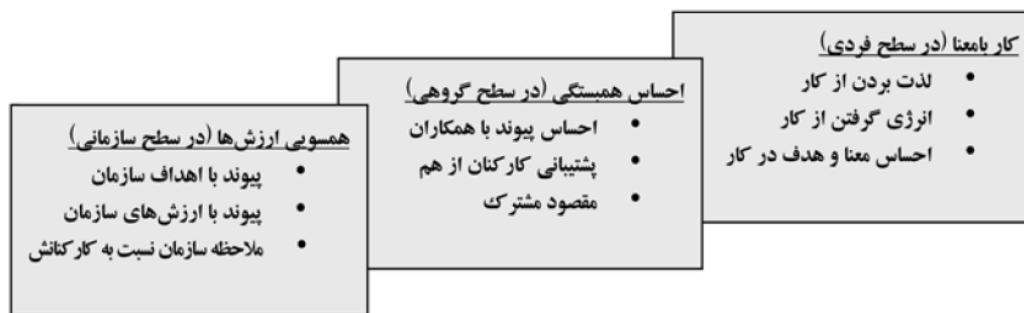 کار بامعنا (در سطح فردی)
• لذت بردن از کار
• انرژی گرفتن از کار
• احساس معنا و هدف در کار
احساس همبستگی (در سطح گروهی)
• احساس پیوند با همکاران
• پشتیبانی کارکنان از هم
• مقصود مشترک
همسویی ارزش‌ها (در سطح سازمانی)
• پیوند با اهداف سازمان
• پیوند با ارزش‌های سازمان
• ملاحظه سازمان نسبت به کارکنانش